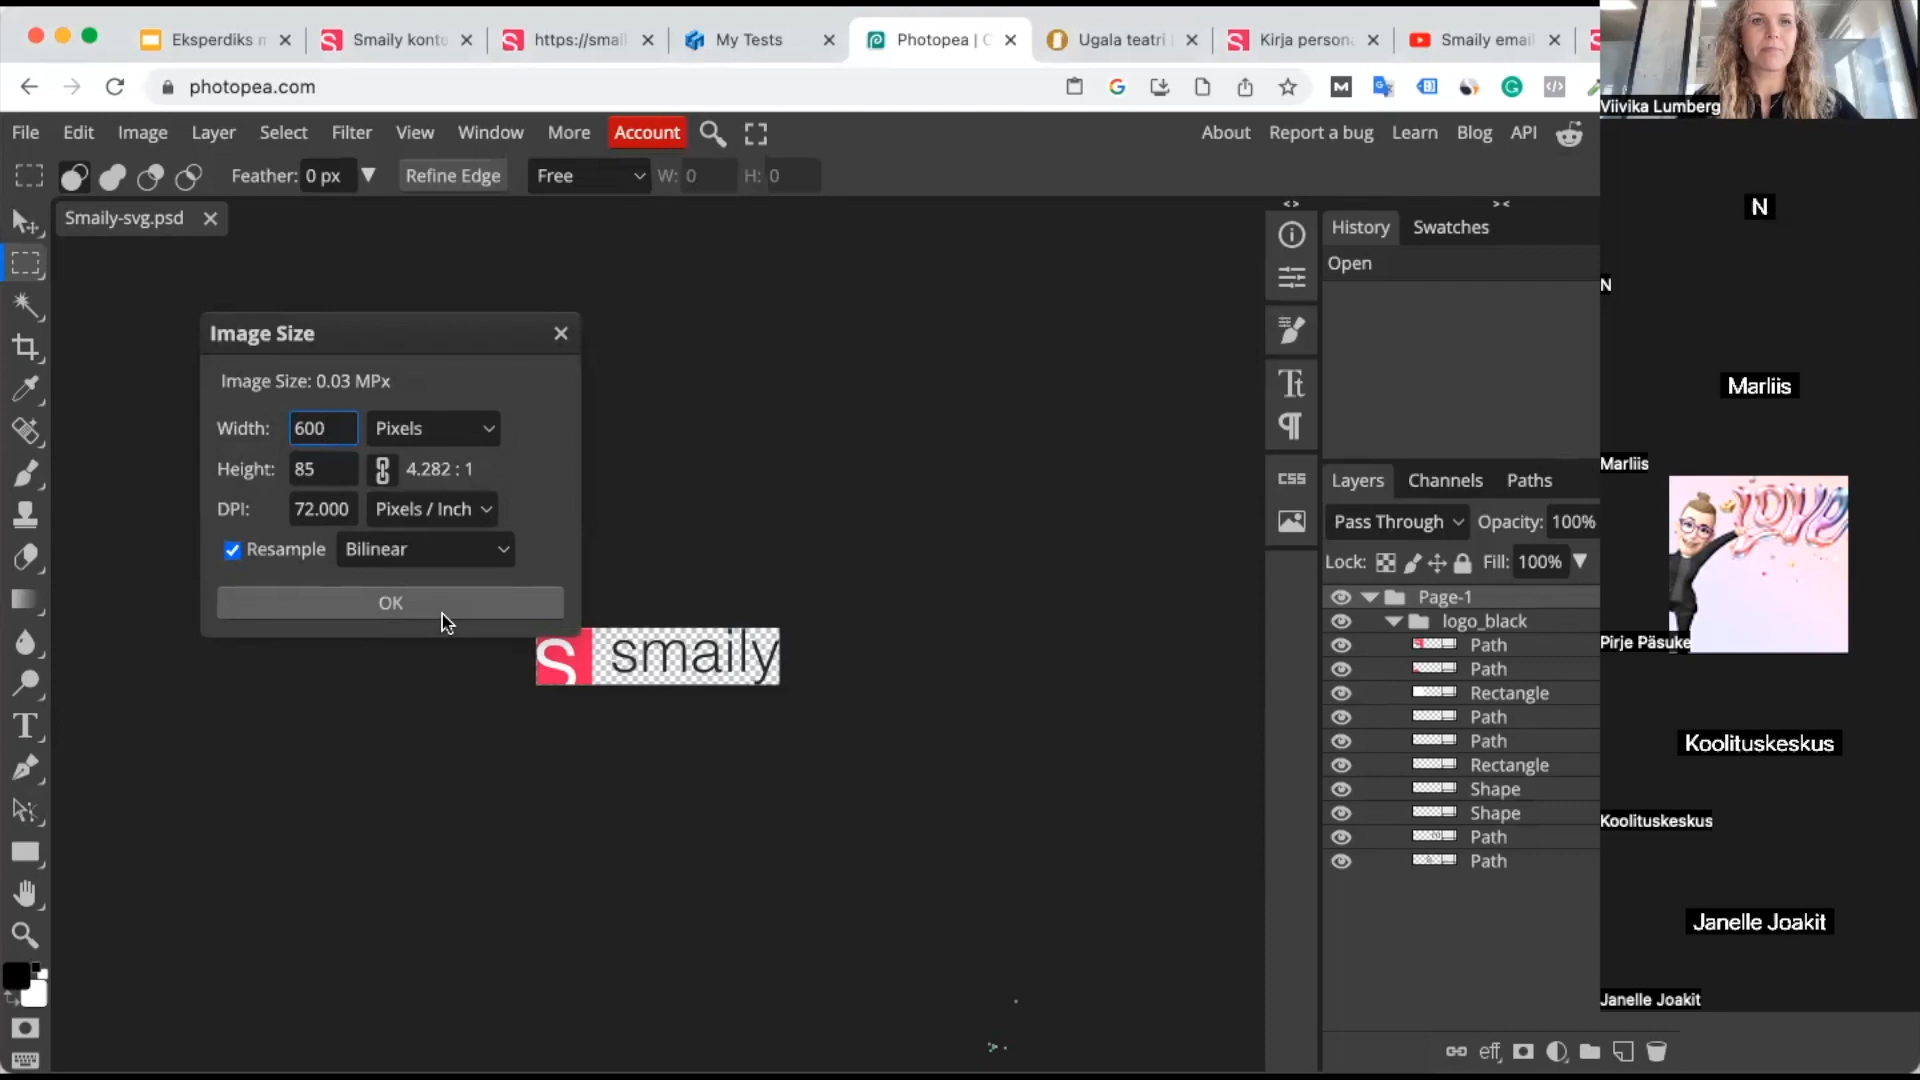 Eksperdiks n
Smaily konto
https://smail
My Tests
Photopea | O
Ugala teatri
Kirja person
Smaily emai
photopea.com
File Edit Image Layer Select Filter View Window More Account
About Report a bug Learn Blog API
Feather: 0 px Refine Edge Free W: 0 H: 0
Smaily-svg.psd
Image Size
Image Size: 0.03 MPx
Width: 600 Pixels
Height: 85 4.282 : 1
DPI: 72.000 Pixels / Inch
Resample Bilinear
OK
S smaily
History Swatches
Open
CSS
Layers Channels Paths
Pass Through Opacity: 100%
Lock: Fill: 100%
Page-1
logo_black
Path
Path
Rectangle
Path
Path
Rectangle
Shape
Shape
Path
Path
eff
Viivika Lumberg
N
N
Marliis
Marliis
Pirje Päsuke
Koolituskeskus
Koolituskeskus
Janelle Joakit
Janelle Joakit